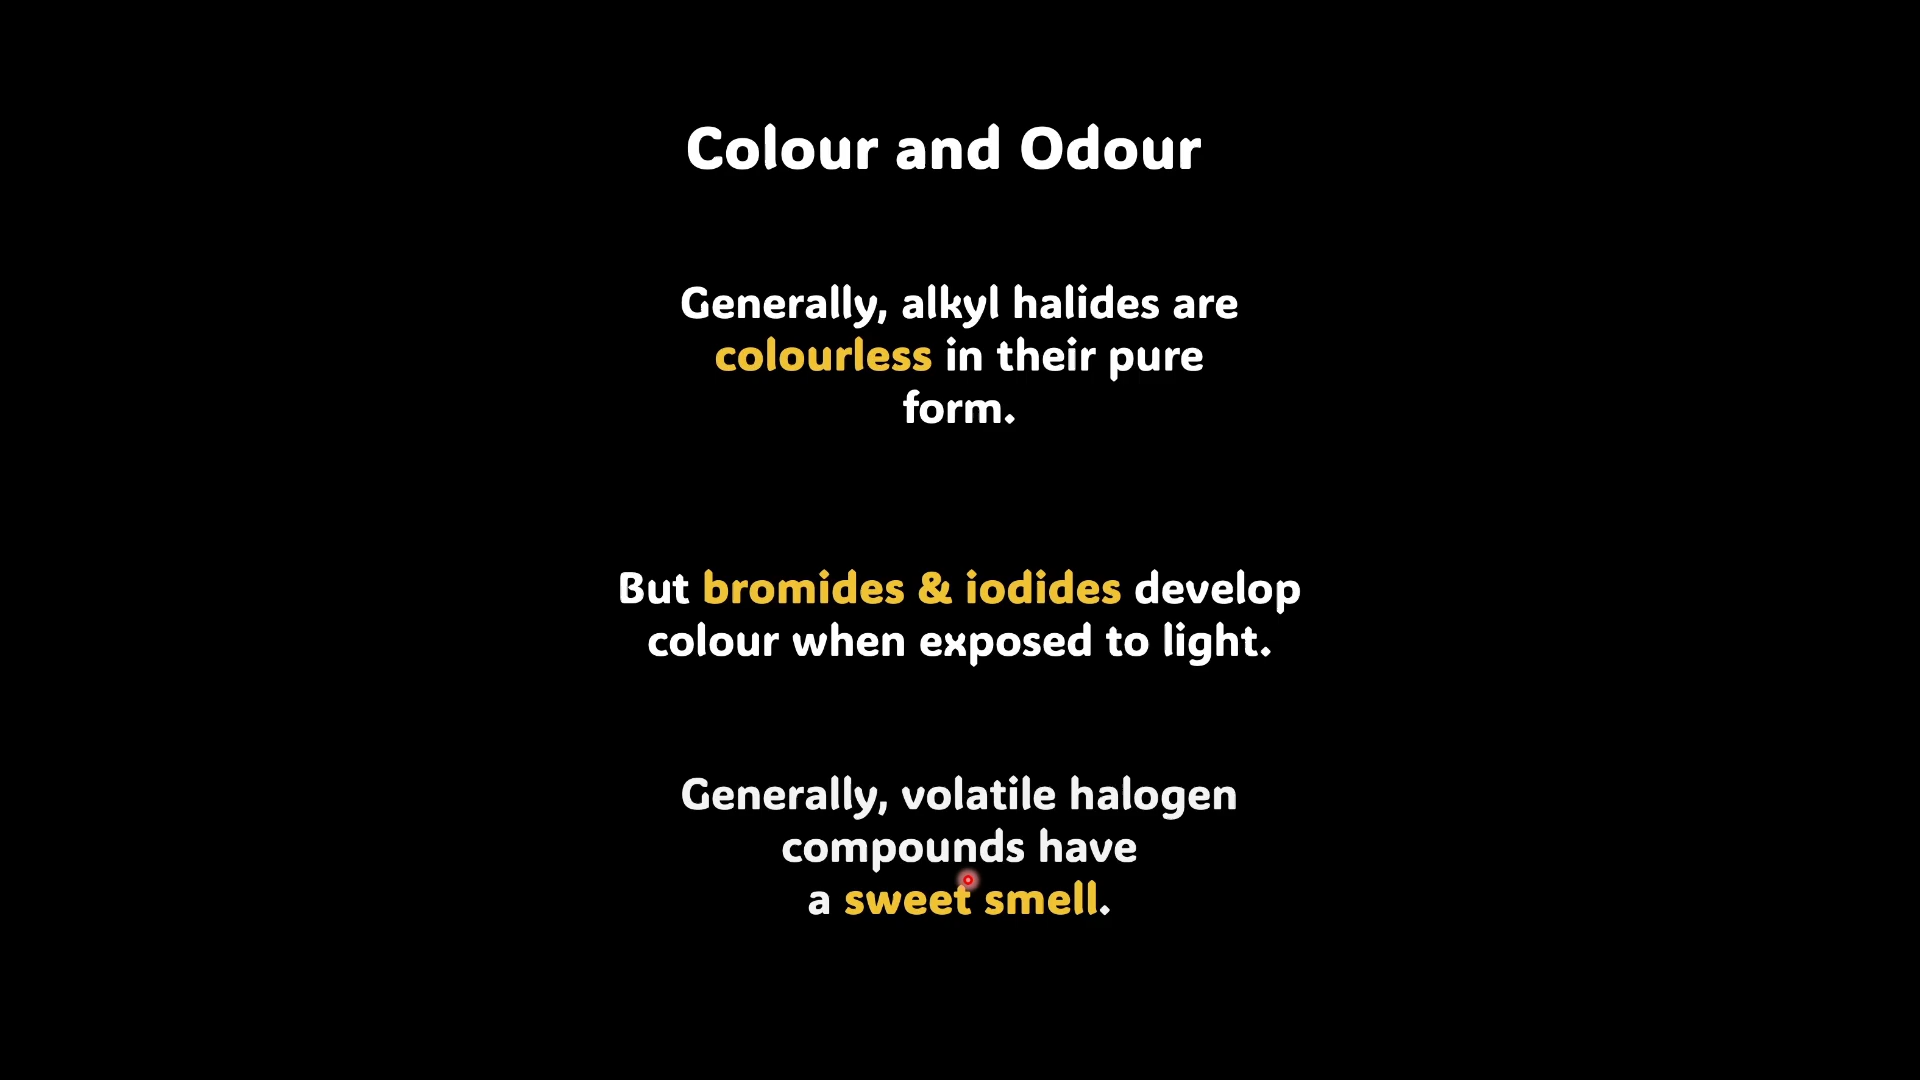 Colour and Odour
Generally, alkyl halides are
colourless in their pure
form.
But bromides & iodides develop
colour when exposed to light.
Generally, volatile halogen
compounds have
a sweet smell.